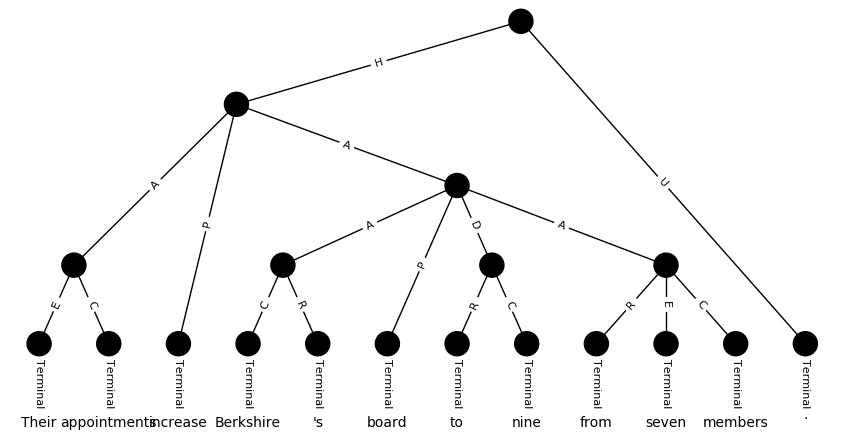 H
A
P
A
U
A
P
D
A
E
C
C
R
R
C
R
E
C
Terminal Terminal Terminal Terminal Terminal Terminal Terminal Terminal Terminal Terminal Terminal Terminal
Their appointments increase Berkshire 's board to nine from seven members .